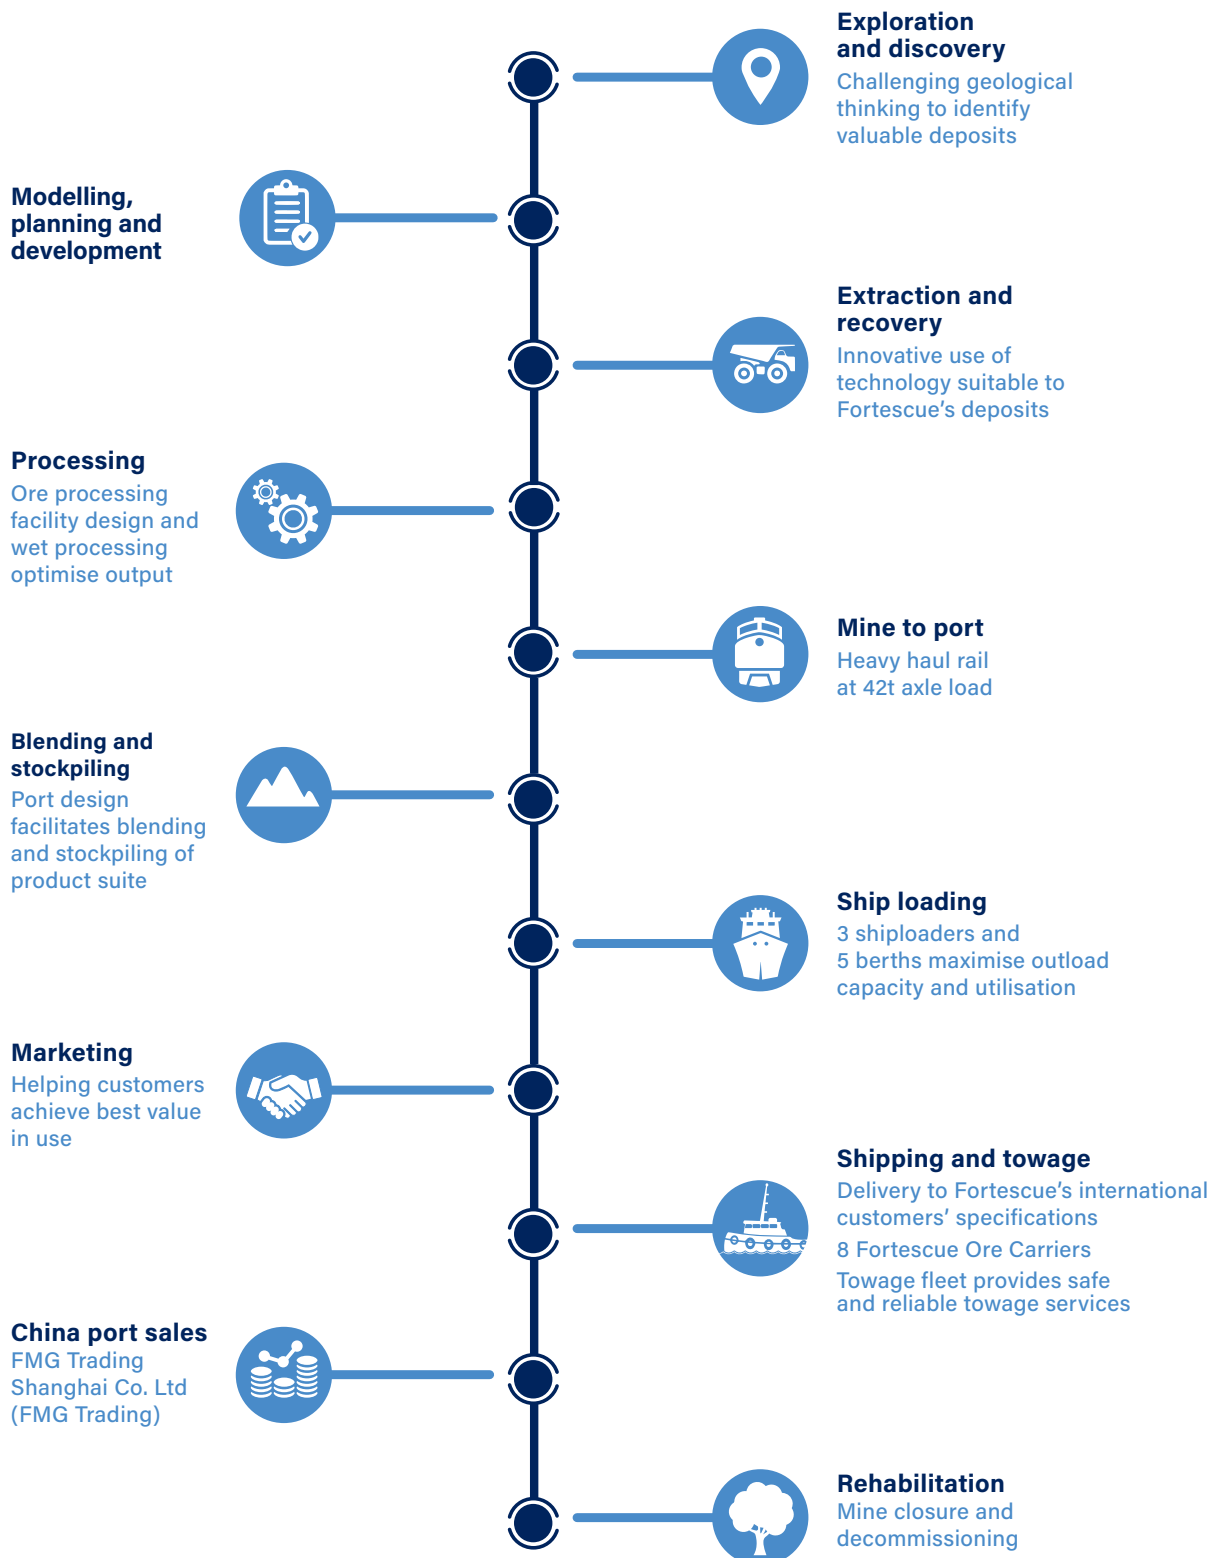 Exploration
and discovery
Challenging geological
thinking to identify
valuable deposits
Modelling,
planning and
development
Extraction and
recovery
Innovative use of
technology suitable to
Fortescue’s deposits
Processing
Ore processing
facility design and
wet processing
optimise output
Mine to port
Heavy haul rail
at 42t axle load
Blending and
stockpiling
Port design
facilitates blending
and stockpiling of
product suite
Ship loading
3 shiploaders and
5 berths maximise outload
capacity and utilisation
Marketing
Helping customers
achieve best value
in use
Shipping and towage
Delivery to Fortescue’s international
customers’ specifications
8 Fortescue Ore Carriers
Towage fleet provides safe
and reliable towage services
China port sales
FMG Trading
Shanghai Co. Ltd
(FMG Trading)
Rehabilitation
Mine closure and
decommissioning